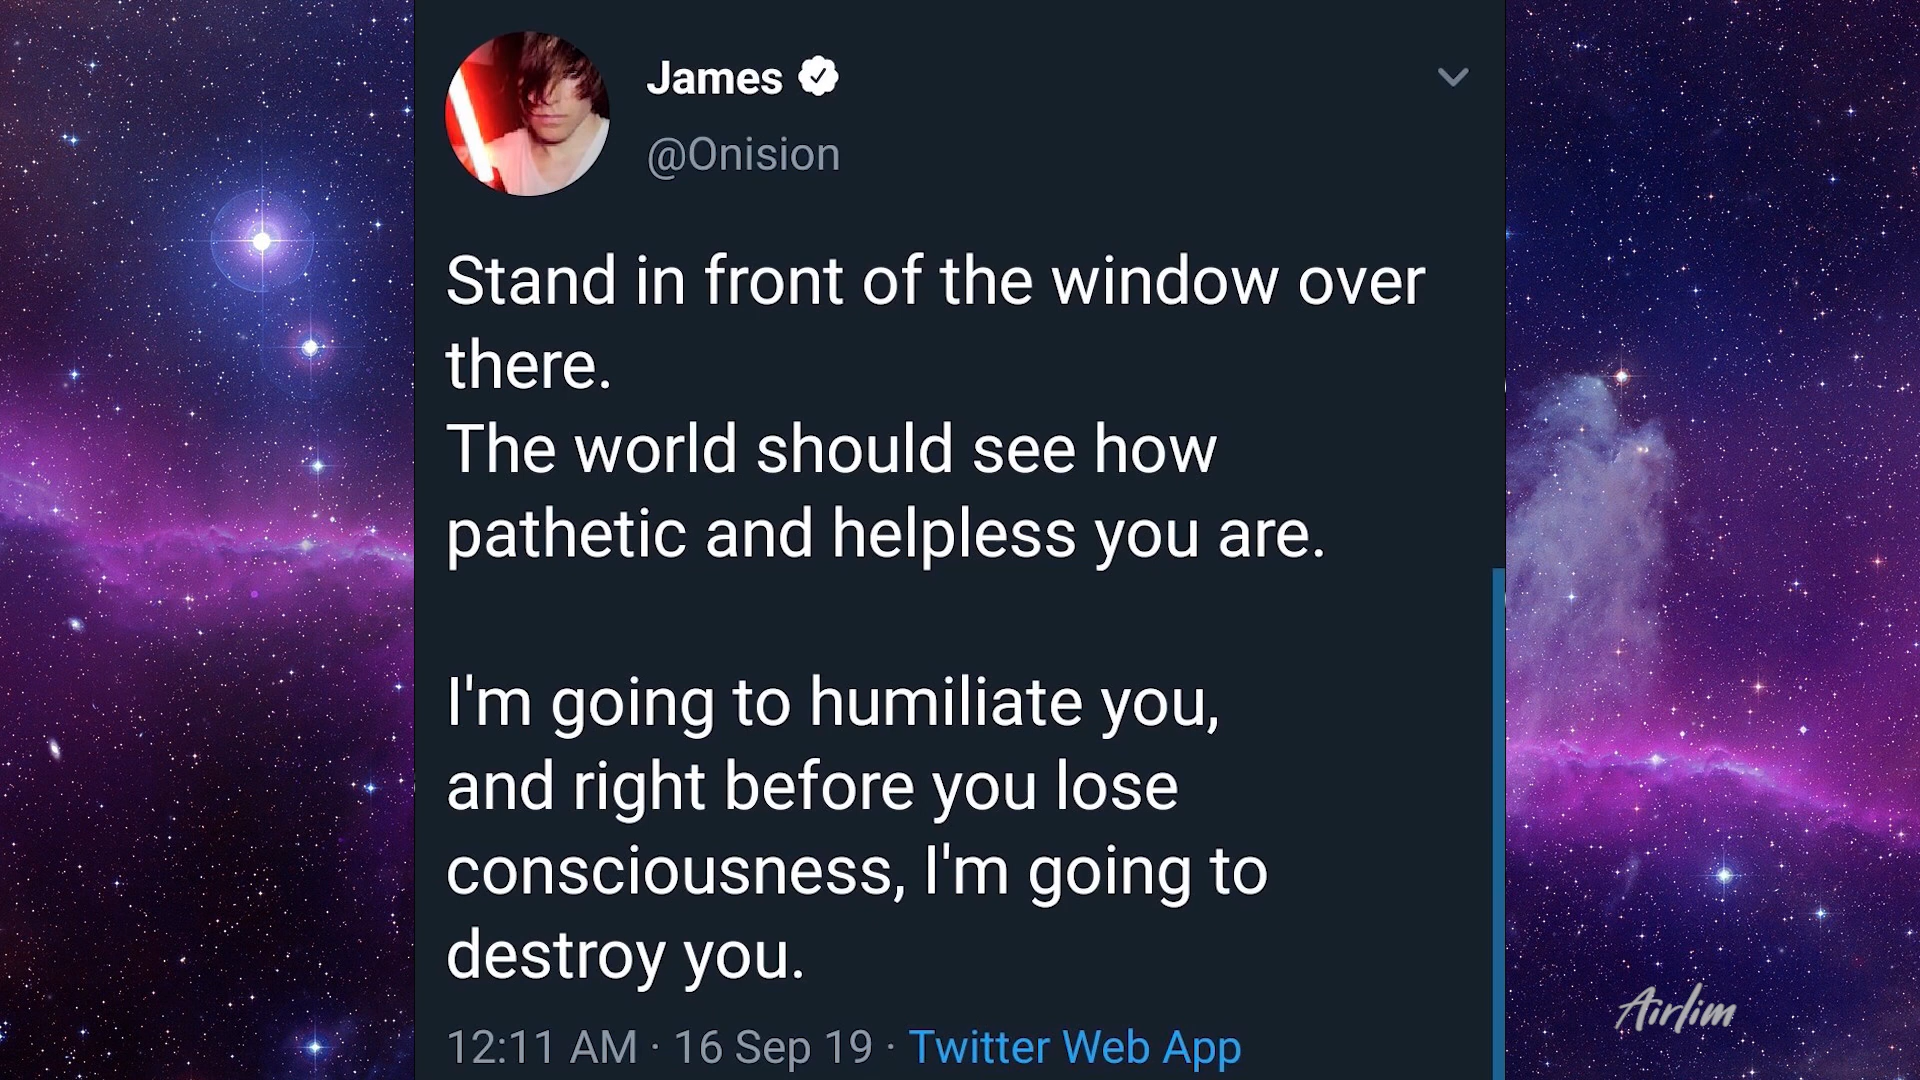 James
@Onision
Stand in front of the window over
there.
The world should see how
pathetic and helpless you are.
I'm going to humiliate you,
and right before you lose
consciousness, I'm going to
destroy you.
12:11 AM · 16 Sep 19 · Twitter Web App
Airlim